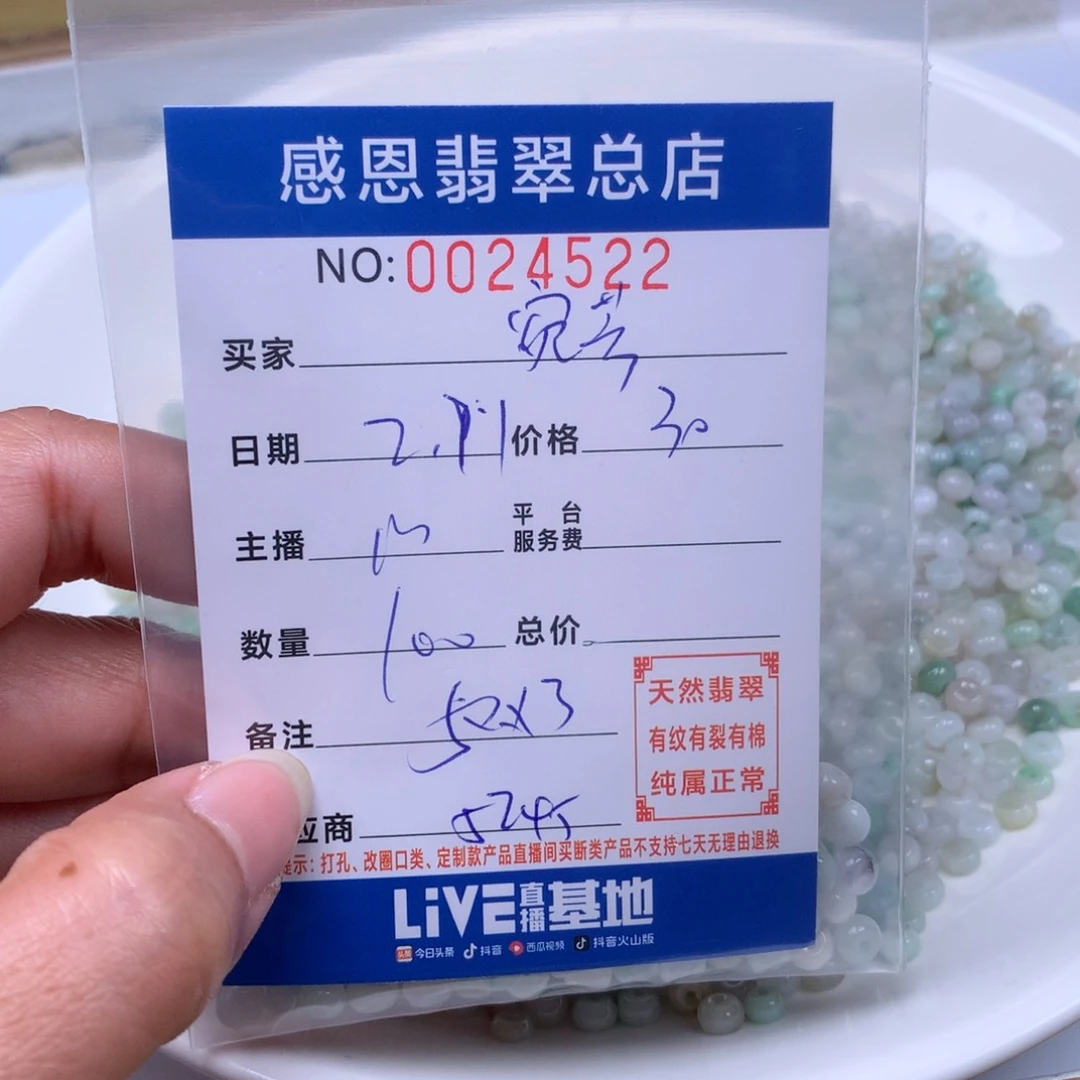 感恩翡翠总店
NO:0024522
买家
日期 价格 30
主播 平台服务费
数量 100 总价
备注
天然翡翠
有纹有裂有棉
纯属正常
应商 5245
提示: 打孔、改圈口类、定制款产品直播间买断类产品不支持七天无理由退换
LiVE直播基地
头条 今日头条 抖音 西瓜视频 抖音火山版